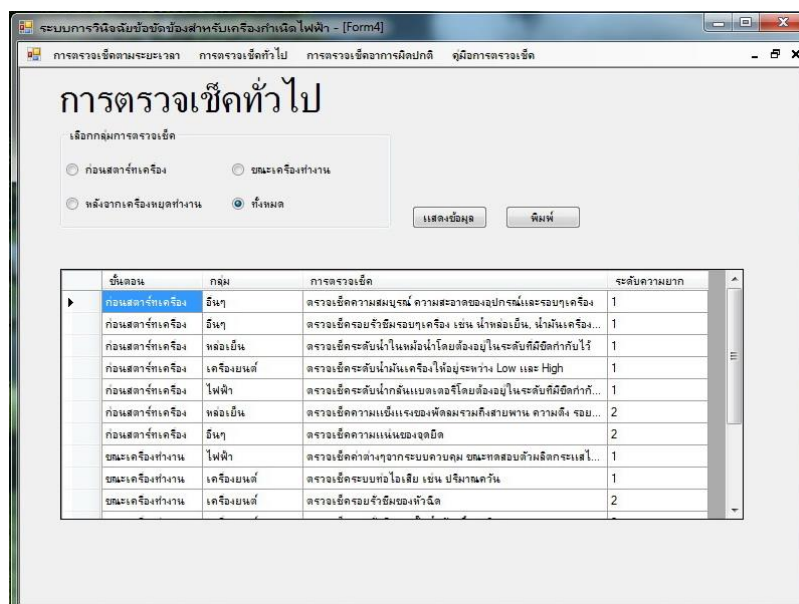 ระบบการวินิจฉัยข้อขัดข้องสำหรับเครื่องกำเนิดไฟฟ้า - [Form4]
การตรวจเช็คตามระยะเวลา การตรวจเช็คทั่วไป การตรวจเช็คอาการผิดปกติ คู่มือการตรวจเช็ค
การตรวจเช็คทั่วไป
เลือกกลุ่มการตรวจเช็ค
ก่อนสตาร์ทเครื่อง ขณะเครื่องทำงาน
หลังจากเครื่องหยุดทำงาน ทั้งหมด
แสดงข้อมูล พิมพ์
ขั้นตอน กลุ่ม การตรวจเช็ค ระดับความยาก
ก่อนสตาร์ทเครื่อง อื่นๆ ตรวจเช็คความสมบูรณ์ ความสะอาดของอุปกรณ์และรอบๆเครื่อง 1
ก่อนสตาร์ทเครื่อง อื่นๆ ตรวจเช็ครอยรั่วซึมรอบๆเครื่อง เช่น น้ำหล่อเย็น, น้ำมันเครื่อง... 1
ก่อนสตาร์ทเครื่อง หล่อเย็น ตรวจเช็คระดับน้ำในหม้อน้ำโดยต้องอยู่ในระดับที่มีขีดกำกับไว้ 1
ก่อนสตาร์ทเครื่อง เครื่องยนต์ ตรวจเช็คระดับน้ำมันเครื่องให้อยู่ระหว่าง Low และ High 1
ก่อนสตาร์ทเครื่อง ไฟฟ้า ตรวจเช็คระดับน้ำกลั่นแบตเตอรี่โดยต้องอยู่ในระดับที่มีขีดกำกั... 1
ก่อนสตาร์ทเครื่อง หล่อเย็น ตรวจเช็คความแข็งแรงของพัดลมรวมถึงสายพาน ความตึง รอย... 2
ก่อนสตาร์ทเครื่อง อื่นๆ ตรวจเช็คความแน่นของจุดยึด 2
ขณะเครื่องทำงาน ไฟฟ้า ตรวจเช็คค่าต่างๆจากระบบควบคุม ขณะทดสอบตัวผลิตกระแสไ... 1
ขณะเครื่องทำงาน เครื่องยนต์ ตรวจเช็คระบบท่อไอเสีย เช่น ปริมาณควัน 1
ขณะเครื่องทำงาน เครื่องยนต์ ตรวจเช็ครอยรั่วซึมของหัวฉีด 2